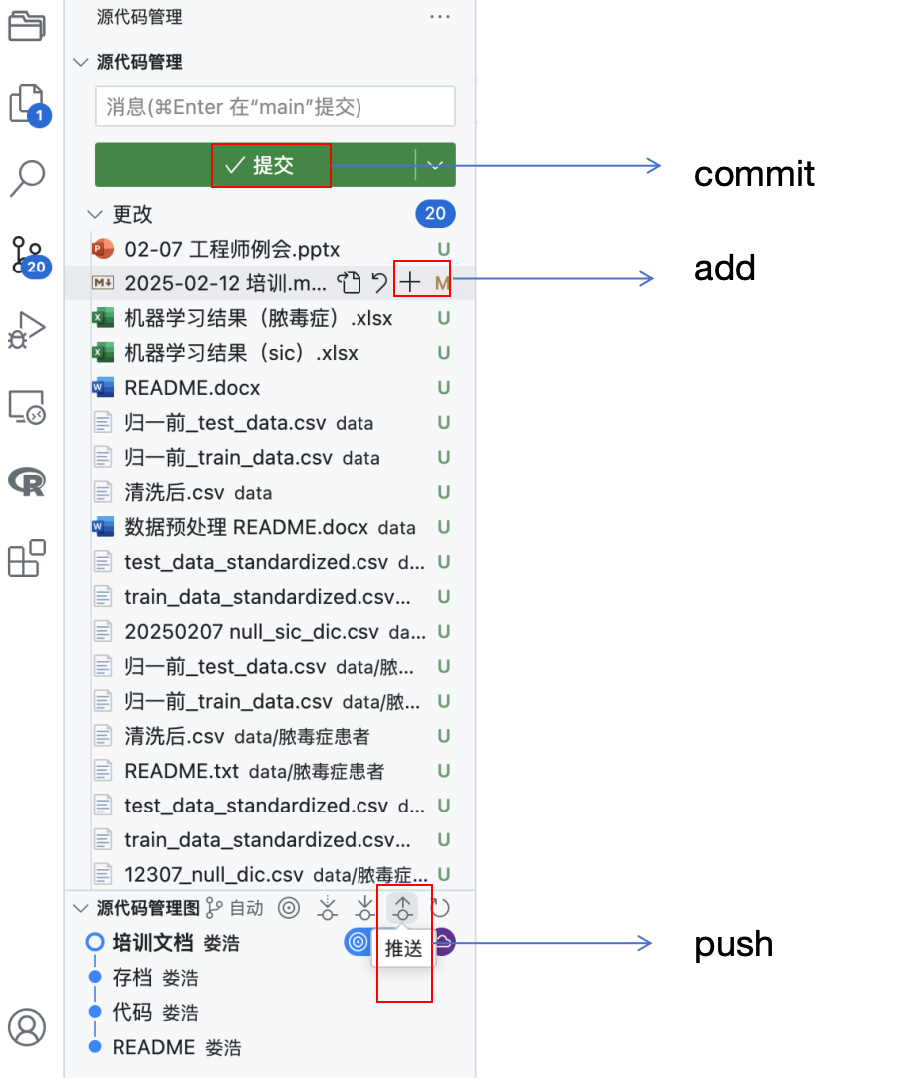 源代码管理
源代码管理
消息(⌘Enter 在“main”提交)
提交
commit
更改 20
add
02-07 工程师例会.pptx U
2025-02-12 培训.m... M
机器学习结果（脓毒症）.xlsx U
机器学习结果（sic）.xlsx U
README.docx U
归一前_test_data.csv data U
归一前_train_data.csv data U
清洗后.csv data U
数据预处理 README.docx data U
test_data_standardized.csv d... U
train_data_standardized.csv... U
20250207 null_sic_dic.csv da... U
归一前_test_data.csv data/脓... U
归一前_train_data.csv data/脓... U
清洗后.csv data/脓毒症患者 U
README.txt data/脓毒症患者 U
test_data_standardized.csv d... U
train_data_standardized.csv... U
12307_null_dic.csv data/脓毒症... U
源代码管理图 自动
培训文档 娄浩
推送
push
存档 娄浩
代码 娄浩
README 娄浩
1
20